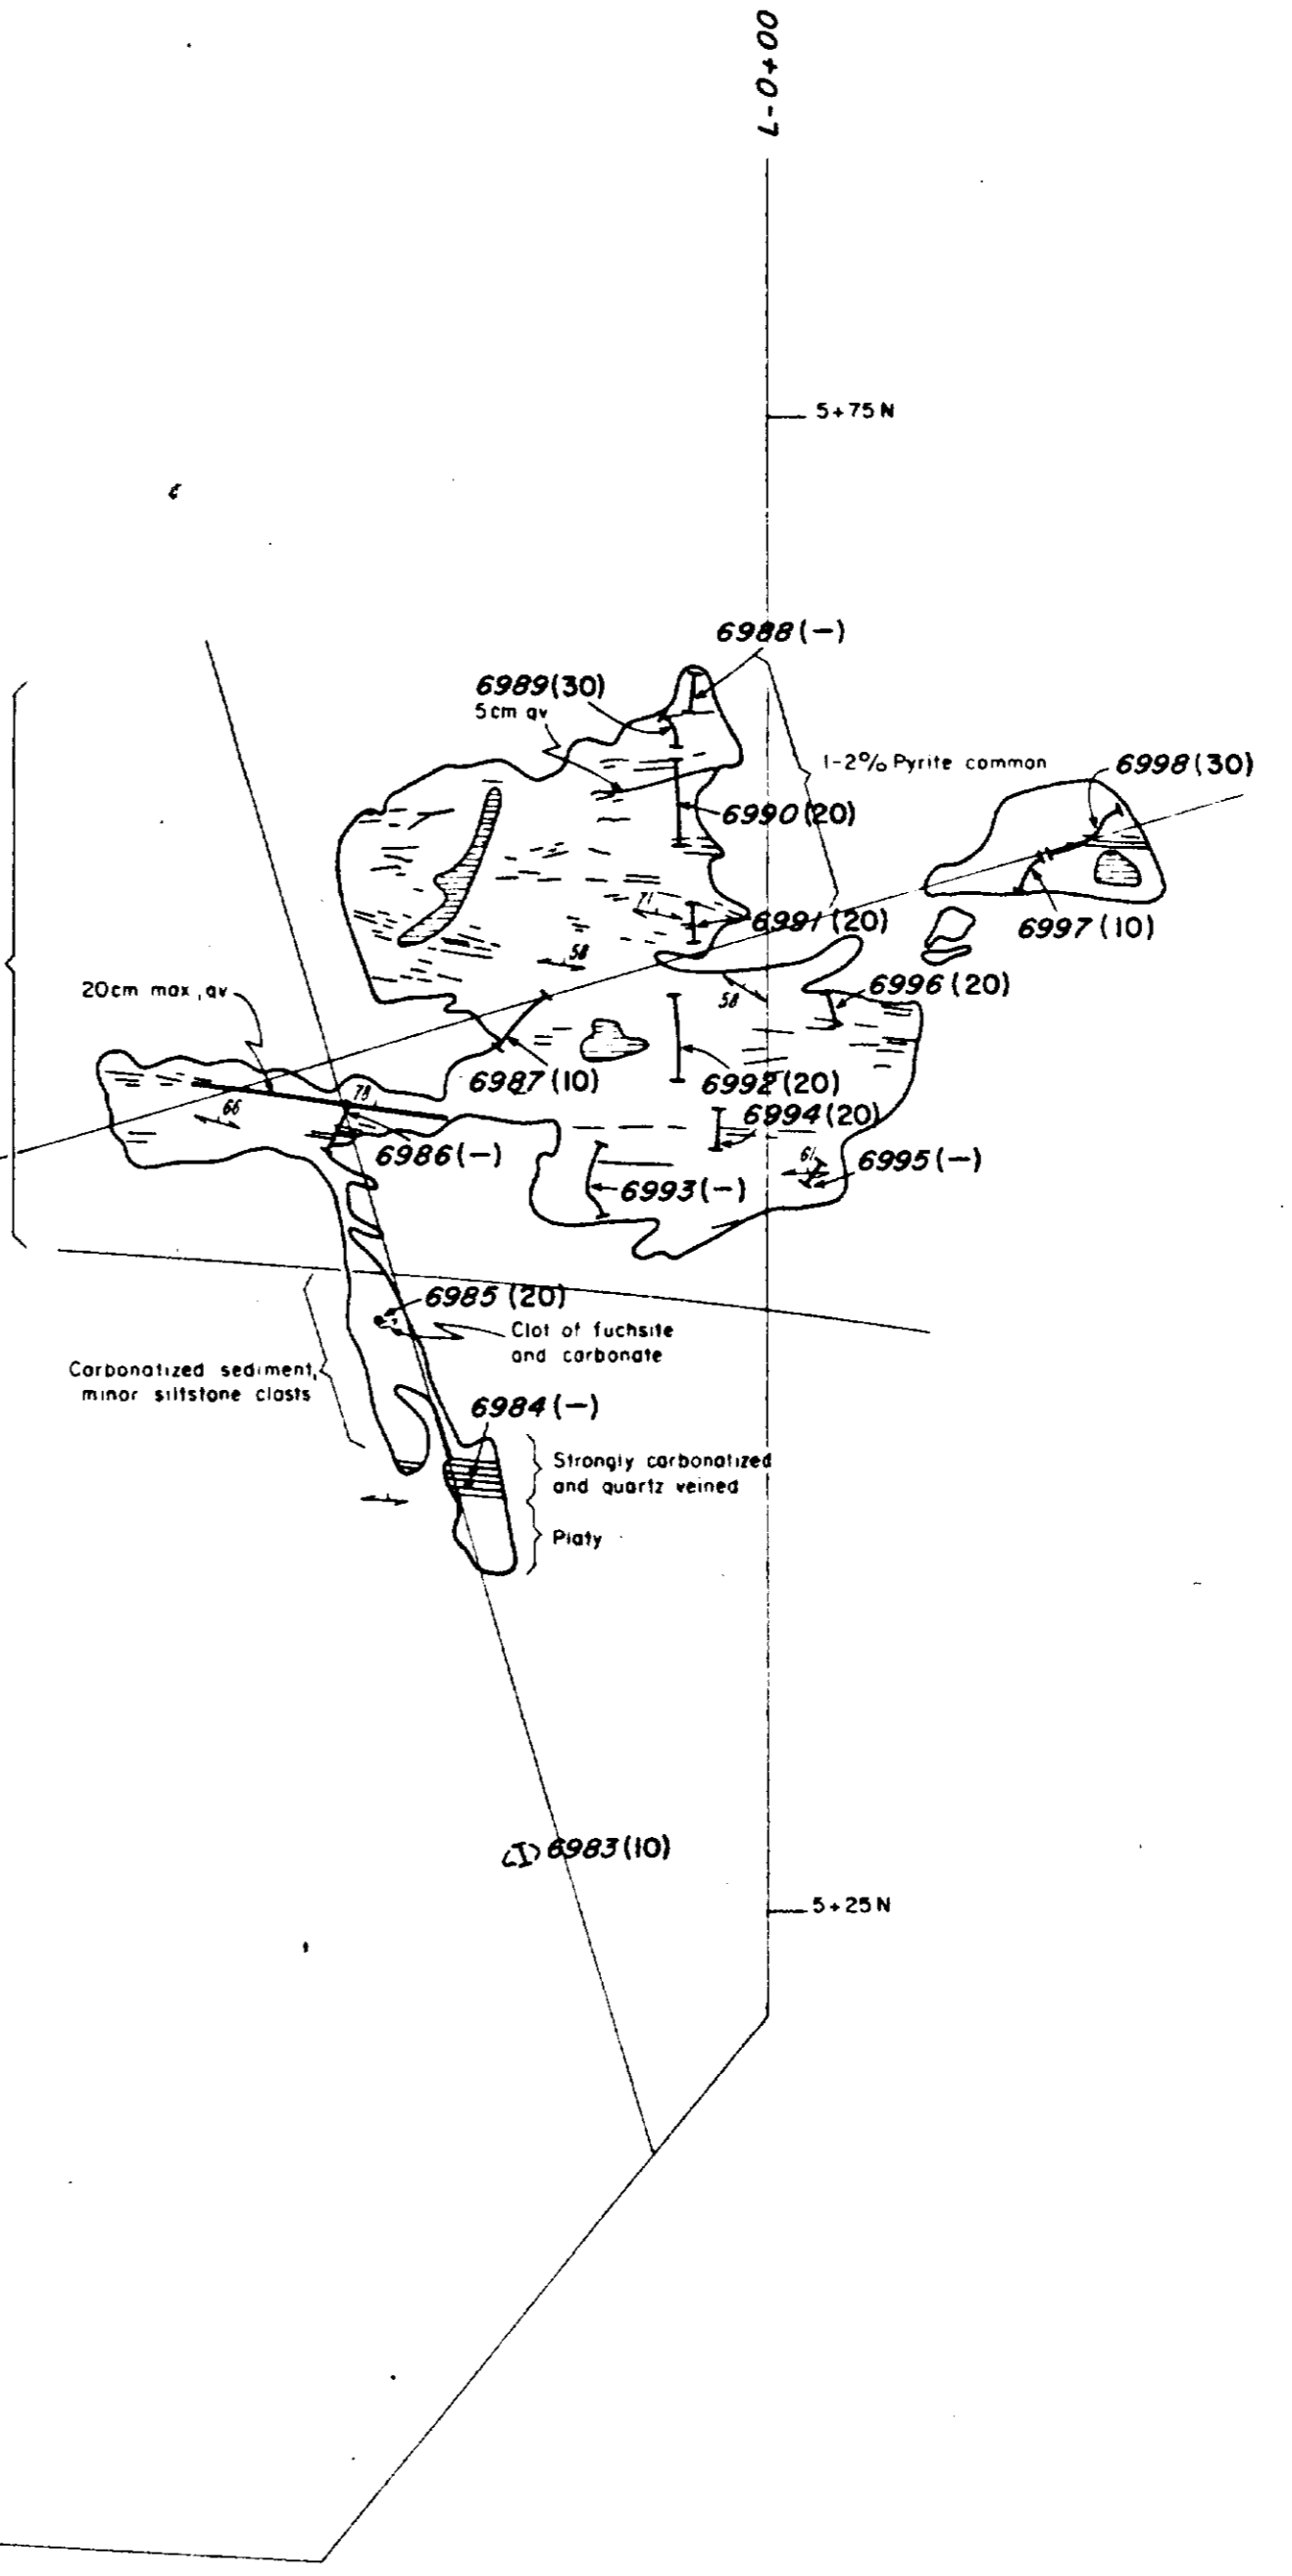 L-0+00
5+75 N
6988 (-)
6989 (30)
5 cm qv
1-2% Pyrite common
6998 (30)
6990 (20)
71
6991 (20)
6997 (10)
58
20cm max, qv
58
6996 (20)
6987 (10)
6992 (20)
78
66
6994 (20)
6986 (-)
61
6995 (-)
6993 (-)
6985 (20)
Clot of fuchsite
and carbonate
Carbonatized sediment,
minor siltstone clasts
6984 (-)
Strongly carbonatized
and quartz veined
Platy
6983 (10)
5+25 N